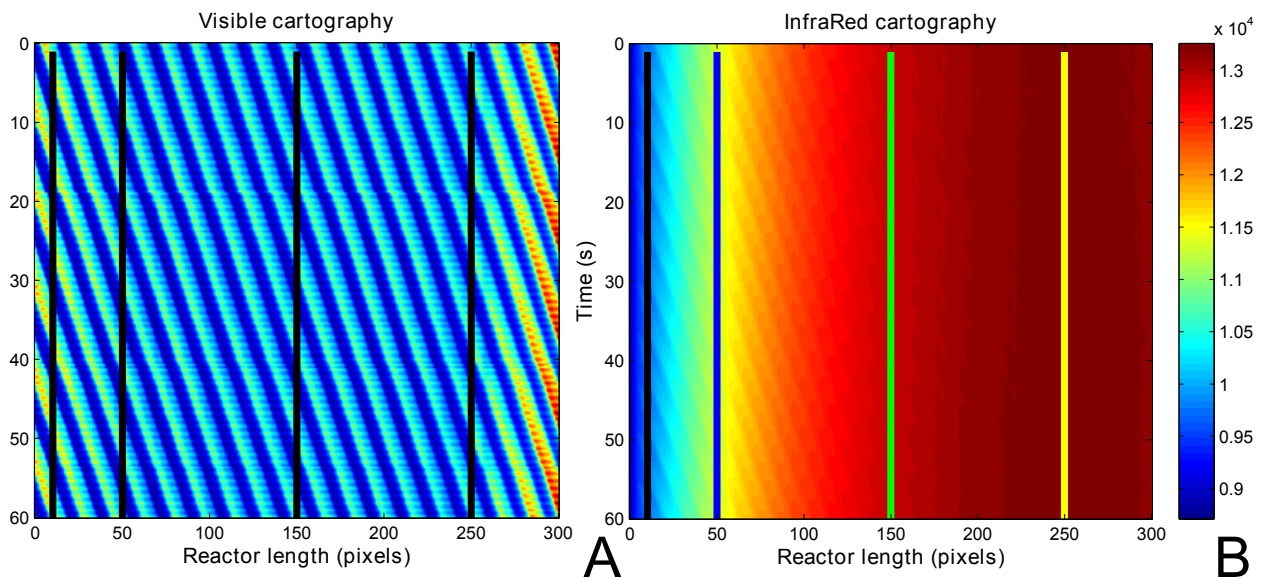 Visible cartography
0
10
20
30
40
50
60
0 50 100 150 200 250 300
Reactor length (pixels)
A
InfraRed cartography
Time (s)
0
10
20
30
40
50
60
0 50 100 150 200 250 300
Reactor length (pixels)
x 10⁴
1.3
1.25
1.2
1.15
1.1
1.05
1
0.95
0.9
B